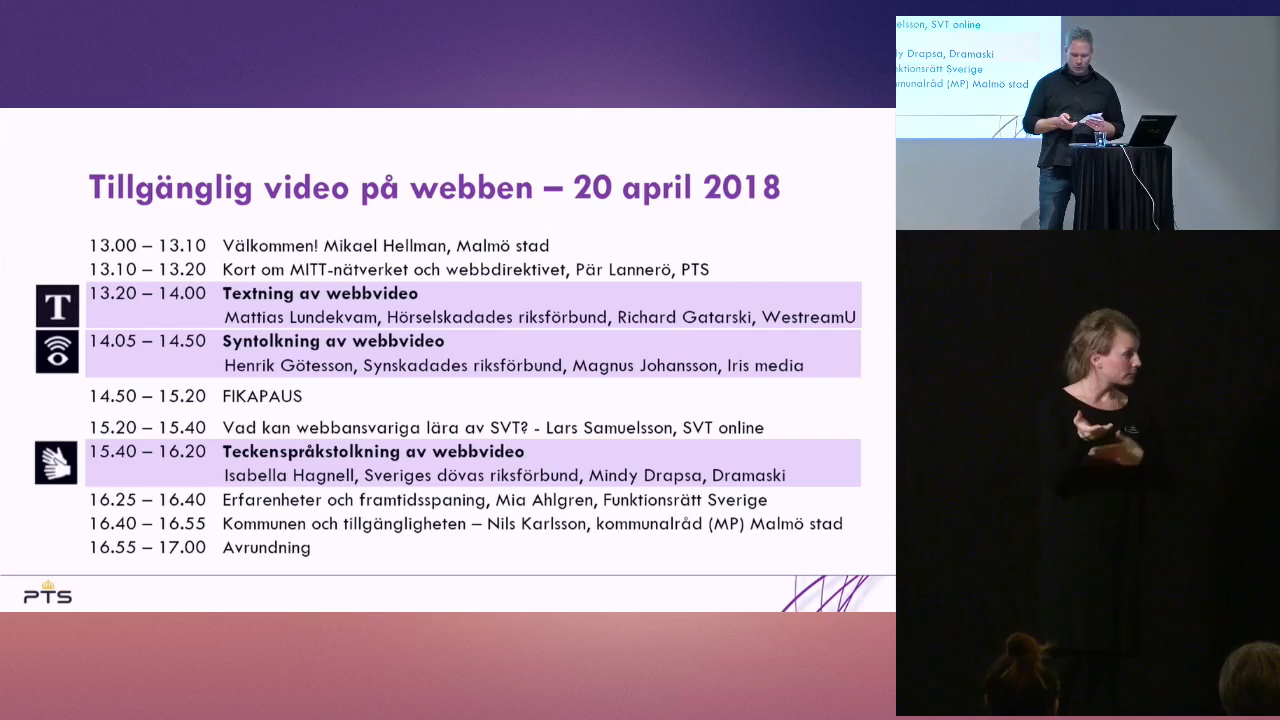 Tillgänglig video på webben – 20 april 2018
13.00 – 13.10 Välkommen! Mikael Hellman, Malmö stad
13.10 – 13.20 Kort om MITT-nätverket och webbdirektivet, Pär Lannerö, PTS
T
13.20 – 14.00 Textning av webbvideo
Mattias Lundekvam, Hörselskadades riksförbund, Richard Gatarski, WestreamU
14.05 – 14.50 Syntolkning av webbvideo
Henrik Götesson, Synskadades riksförbund, Magnus Johansson, Iris media
14.50 – 15.20 FIKAPAUS
15.20 – 15.40 Vad kan webbansvariga lära av SVT? - Lars Samuelsson, SVT online
15.40 – 16.20 Teckenspråkstolkning av webbvideo
Isabella Hagnell, Sveriges dövas riksförbund, Mindy Drapsa, Dramaski
16.25 – 16.40 Erfarenheter och framtidsspaning, Mia Ahlgren, Funktionsrätt Sverige
16.40 – 16.55 Kommunen och tillgängligheten – Nils Karlsson, kommunalråd (MP) Malmö stad
16.55 – 17.00 Avrundning
PTS
elsson, SVT online
dy Drapsa, Dramaski
nktionsrätt Sverige
munalråd (MP) Malmö stad